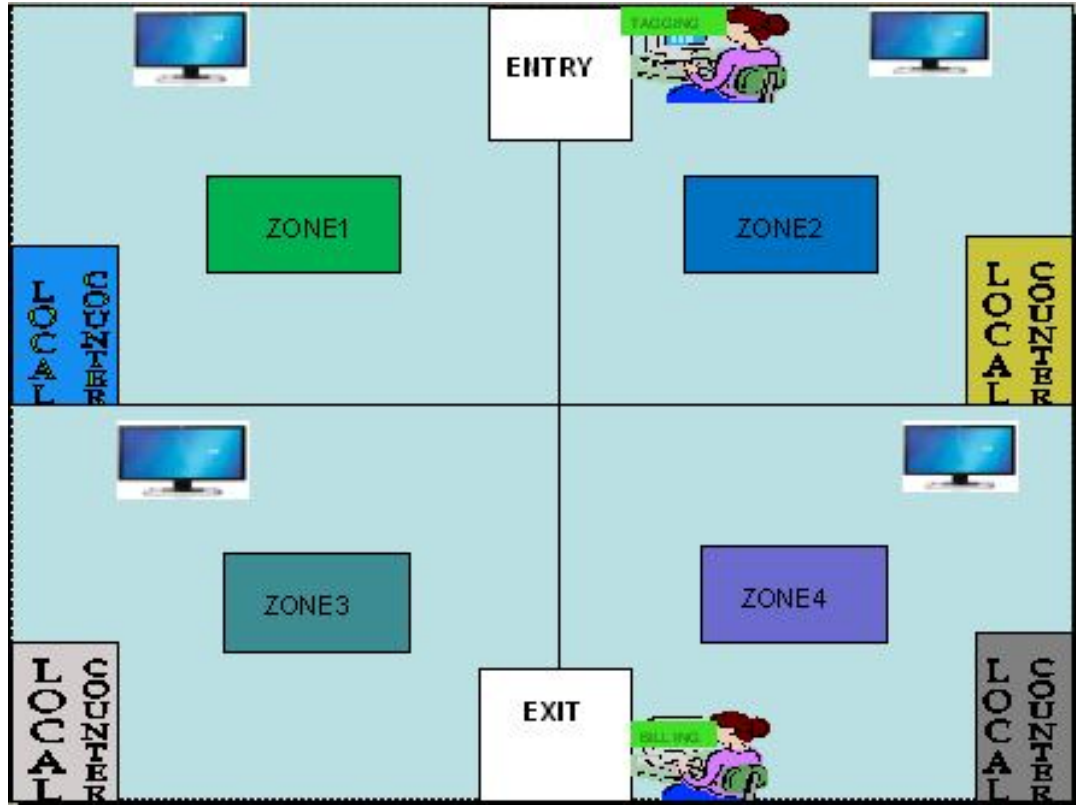 TAGGING
ENTRY
ZONE1
ZONE2
LOCAL COUNTER
LOCAL COUNTER
ZONE3
ZONE4
LOCAL COUNTER
EXIT
BILLING
LOCAL COUNTER